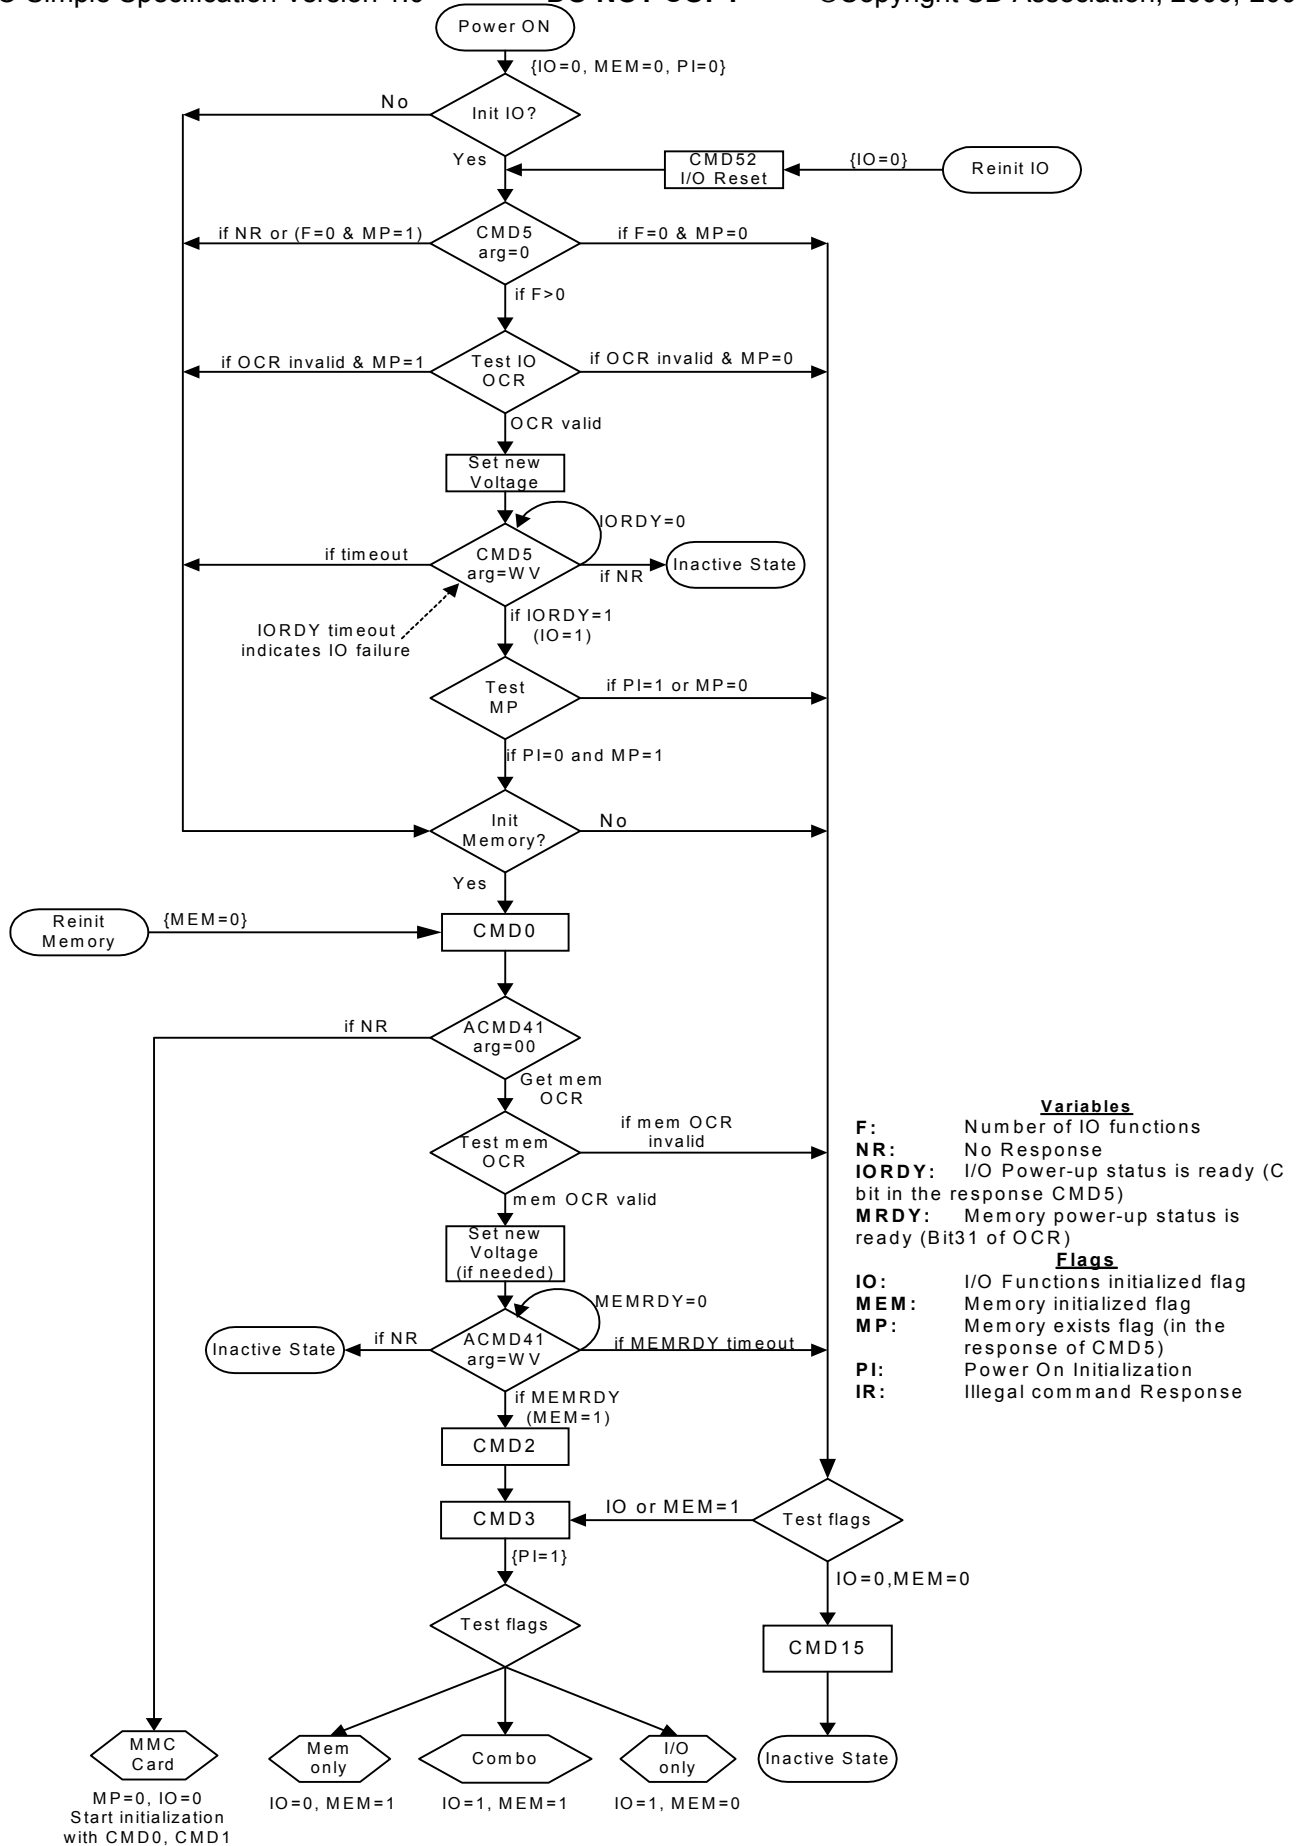 Simple Specification Version
Copyright SD Association, 2000,
Power ON
{IO=0, MEM=0, PI=0}
No
Init IO?
Yes
CMD52
I/O Reset
{IO=0}
Reinit IO
if NR or (F=0 & MP=1)
CMD5
arg=0
if F=0 & MP=0
if F>0
if OCR invalid & MP=1
Test IO
OCR
if OCR invalid & MP=0
OCR valid
Set new
Voltage
IORDY=0
if timeout
CMD5
arg=WV
if NR
Inactive State
IORDY timeout
indicates IO failure
if IORDY=1
(IO=1)
Test
MP
if PI=1 or MP=0
if PI=0 and MP=1
Init
Memory?
No
Yes
Reinit
Memory
{MEM=0}
CMD0
if NR
ACMD41
arg=00
Get mem
OCR
Test mem
OCR
if mem OCR
invalid
mem OCR valid
Set new
Voltage
(if needed)
MEMRDY=0
Inactive State
if NR
ACMD41
arg=WV
if MEMRDY timeout
if MEMRDY
(MEM=1)
CMD2
CMD3
IO or MEM=1
Test flags
{PI=1}
IO=0,MEM=0
Test flags
CMD15
MMC
Card
Mem
only
Combo
I/O
only
Inactive State
MP=0, IO=0
Start initialization
with CMD0, CMD1
IO=0, MEM=1
IO=1, MEM=1
IO=1, MEM=0
Variables
F: Number of IO functions
NR: No Response
IORDY: I/O Power-up status is ready (C
bit in the response CMD5)
MRDY: Memory power-up status is
ready (Bit31 of OCR)
Flags
IO: I/O Functions initialized flag
MEM: Memory initialized flag
MP: Memory exists flag (in the
response of CMD5)
PI: Power On Initialization
IR: Illegal command Response